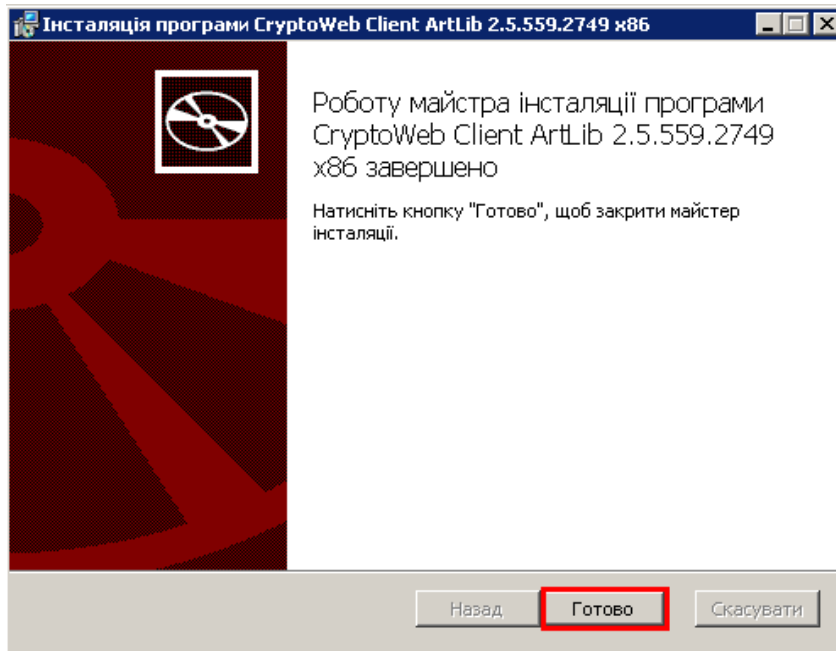 Інсталяція програми CryptoWeb Client ArtLib 2.5.559.2749 x86
Роботу майстра інсталяції програми
CryptoWeb Client ArtLib 2.5.559.2749
x86 завершено
Натисніть кнопку "Готово", щоб закрити майстер
інсталяції.
Назад Готово Скасувати